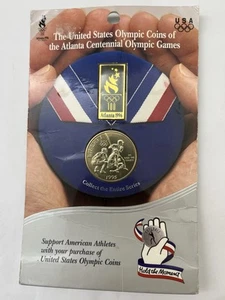 USA
The United States Olympic Coins of
the Atlanta Centennial Olympic Games
Atlanta 1996
1996
Collect the Entire Series
Support American Athletes
with your purchase of
United States Olympic Coins
Hold the Moment!